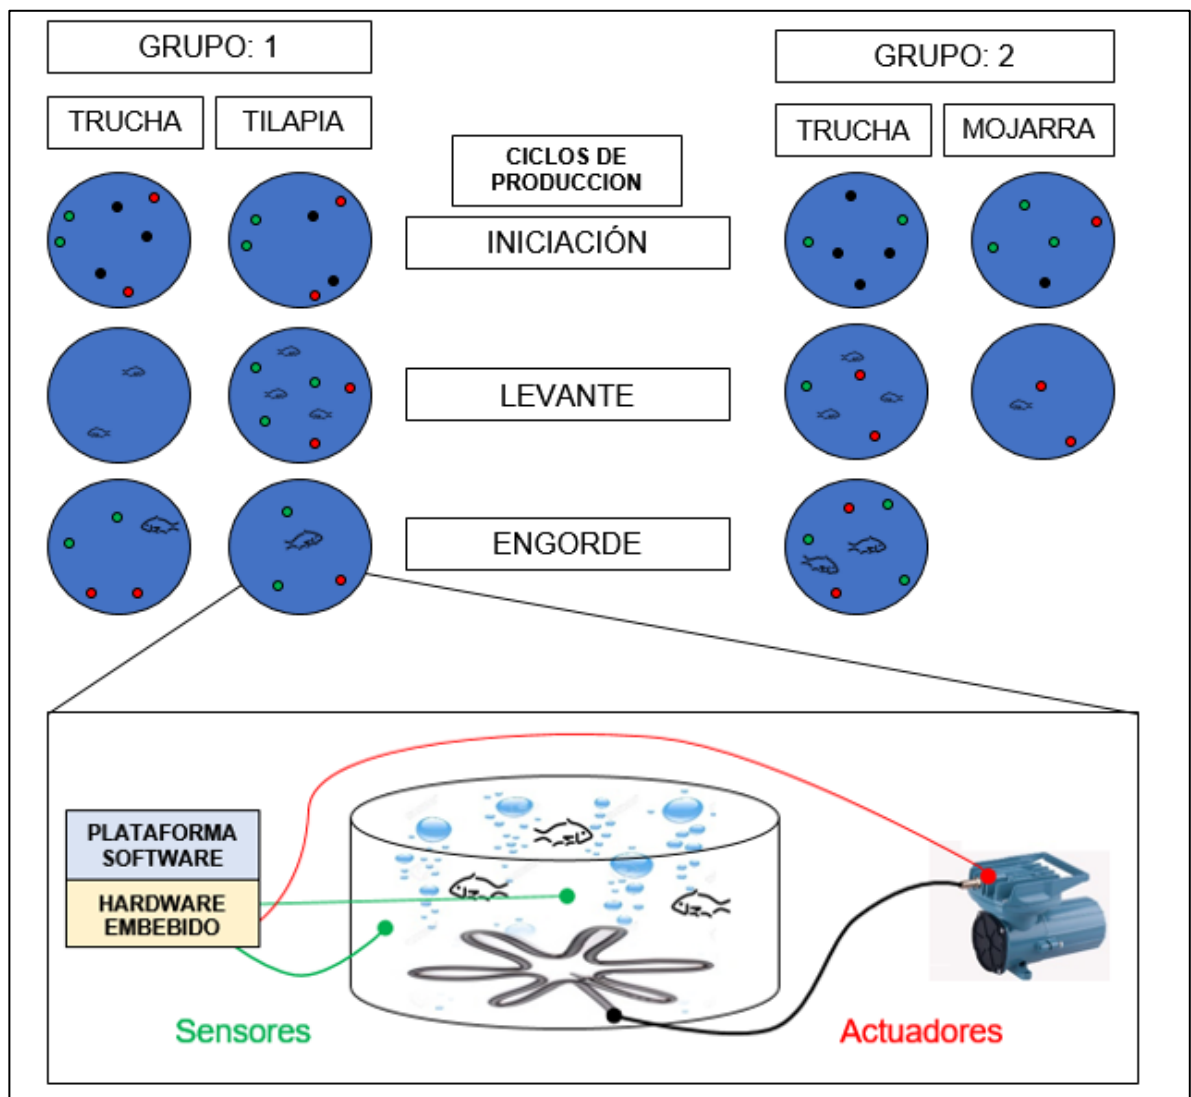 GRUPO: 1
GRUPO: 2
TRUCHA
TILAPIA
TRUCHA
MOJARRA
CICLOS DE
PRODUCCION
INICIACIÓN
LEVANTE
ENGORDE
PLATAFORMA
SOFTWARE
HARDWARE
EMBEBIDO
Sensores
Actuadores